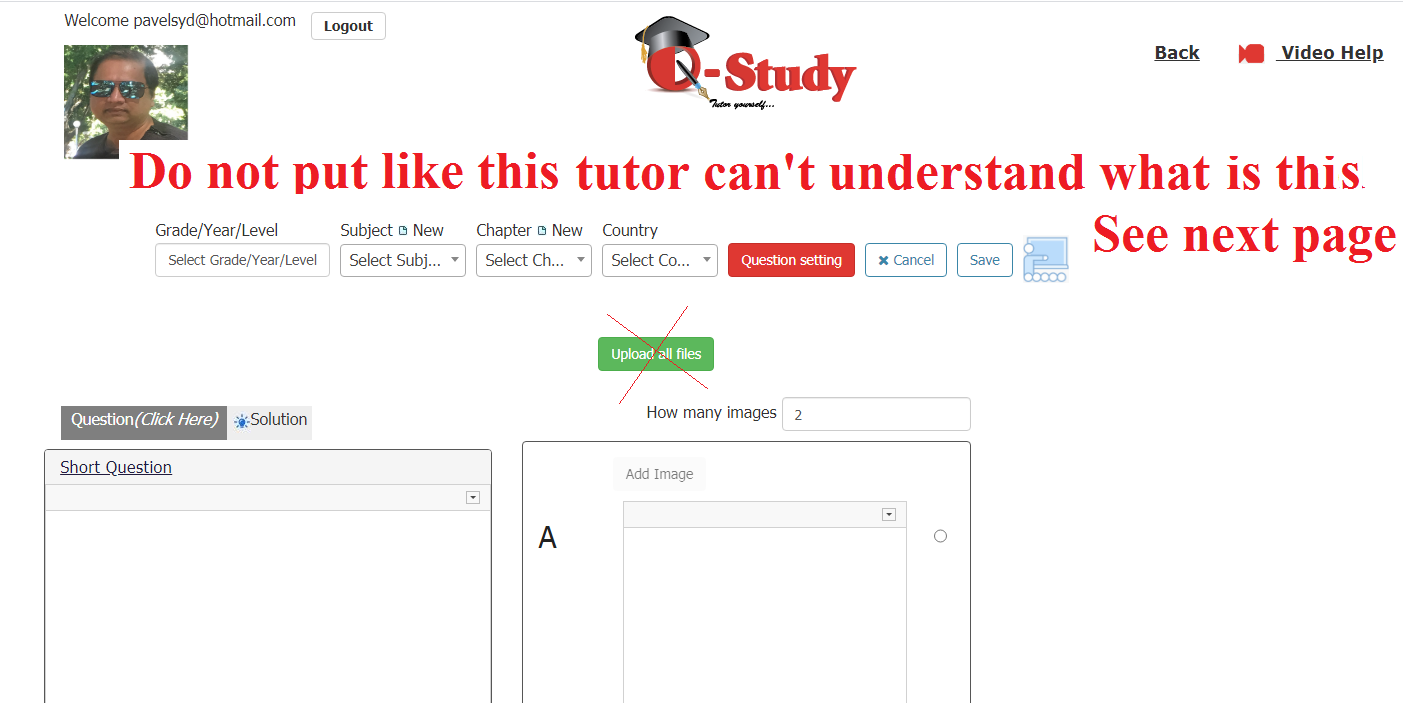 Welcome pavelsyd@hotmail.com Logout
Q-Study
Tutor yourself...
Back Video Help
Do not put like this tutor can't understand what is this.
See next page
Grade/Year/Level Subject New Chapter New Country
Select Grade/Year/Level Select Subj... Select Ch... Select Co... Question setting Cancel Save
Upload all files
How many images 2
Question(Click Here) Solution
Short Question
Add Image
A